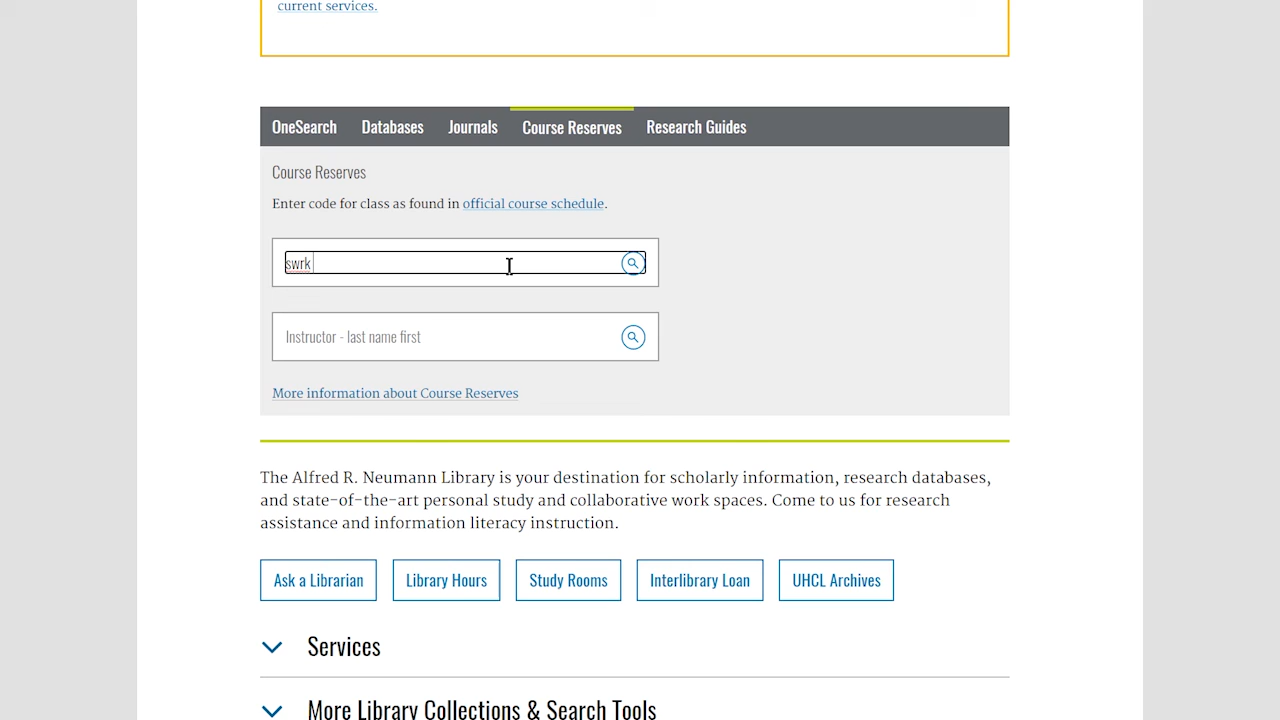 current services.
OneSearch Databases Journals Course Reserves Research Guides
Course Reserves
Enter code for class as found in official course schedule.
swrk
Instructor - last name first
More information about Course Reserves
The Alfred R. Neumann Library is your destination for scholarly information, research databases,
and state-of-the-art personal study and collaborative work spaces. Come to us for research
assistance and information literacy instruction.
Ask a Librarian Library Hours Study Rooms Interlibrary Loan UHCL Archives
Services
More Library Collections & Search Tools